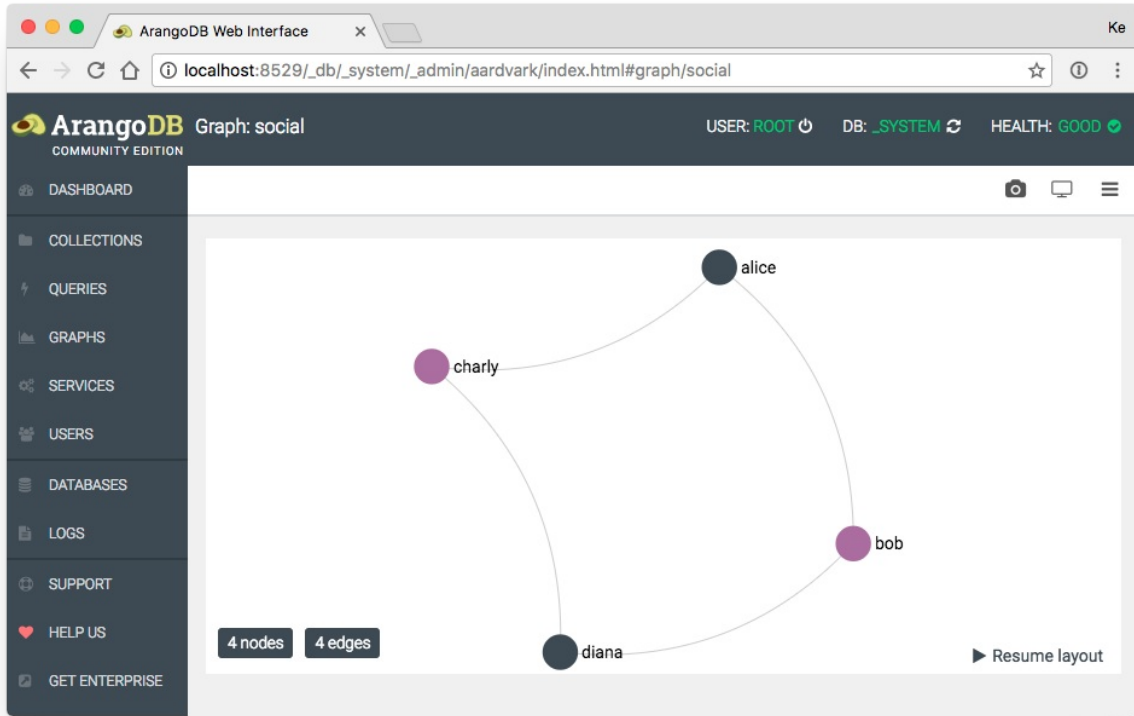 ArangoDB Web Interface
Ke
localhost:8529/_db/_system/_admin/aardvark/index.html#graph/social
ArangoDB
COMMUNITY EDITION
Graph: social
USER: ROOT
DB: _SYSTEM
HEALTH: GOOD
DASHBOARD
COLLECTIONS
QUERIES
GRAPHS
SERVICES
USERS
DATABASES
LOGS
SUPPORT
HELP US
GET ENTERPRISE
alice
charly
bob
diana
4 nodes
4 edges
Resume layout